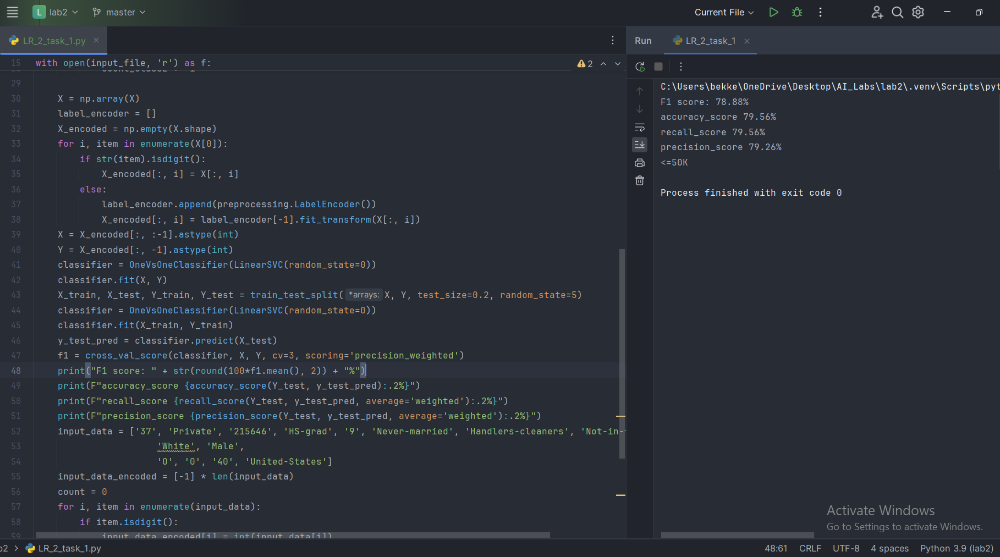 L lab2 master Current File
LR_2_task_1.py
Run LR_2_task_1
15 with open(input_file, 'r') as f:
2
29
30 X = np.array(X)
31 label_encoder = []
32 X_encoded = np.empty(X.shape)
33 for i, item in enumerate(X[0]):
34 if str(item).isdigit():
35 X_encoded[:, i] = X[:, i]
36 else:
37 label_encoder.append(preprocessing.LabelEncoder())
38 X_encoded[:, i] = label_encoder[-1].fit_transform(X[:, i])
39 X = X_encoded[:, :-1].astype(int)
40 Y = X_encoded[:, -1].astype(int)
41 classifier = OneVsOneClassifier(LinearSVC(random_state=0))
42 classifier.fit(X, Y)
43 X_train, X_test, Y_train, Y_test = train_test_split( *arrays: X, Y, test_size=0.2, random_state=5)
44 classifier = OneVsOneClassifier(LinearSVC(random_state=0))
45 classifier.fit(X_train, Y_train)
46 y_test_pred = classifier.predict(X_test)
47 f1 = cross_val_score(classifier, X, Y, cv=3, scoring='precision_weighted')
48 print("F1 score: " + str(round(100*f1.mean(), 2)) + "%")
49 print(F"accuracy_score {accuracy_score(Y_test, y_test_pred):.2%}")
50 print(F"recall_score {recall_score(Y_test, y_test_pred, average='weighted'):.2%}")
51 print(F"precision_score {precision_score(Y_test, y_test_pred, average='weighted'):.2%}")
52 input_data = ['37', 'Private', '215646', 'HS-grad', '9', 'Never-married', 'Handlers-cleaners', 'Not-in-
53 'White', 'Male',
54 '0', '0', '40', 'United-States']
55 input_data_encoded = [-1] * len(input_data)
56 count = 0
57 for i, item in enumerate(input_data):
58 if item.isdigit():
59 input_data_encoded[i] = int(input_data[i])
C:\Users\bekke\OneDrive\Desktop\AI_Labs\lab2\.venv\Scripts\pyt
F1 score: 78.88%
accuracy_score 79.56%
recall_score 79.56%
precision_score 79.26%
<=50K
Process finished with exit code 0
Activate Windows
Go to Settings to activate Windows.
b2 > LR_2_task_1.py
48:61 CRLF UTF-8 4 spaces Python 3.9 (lab2)